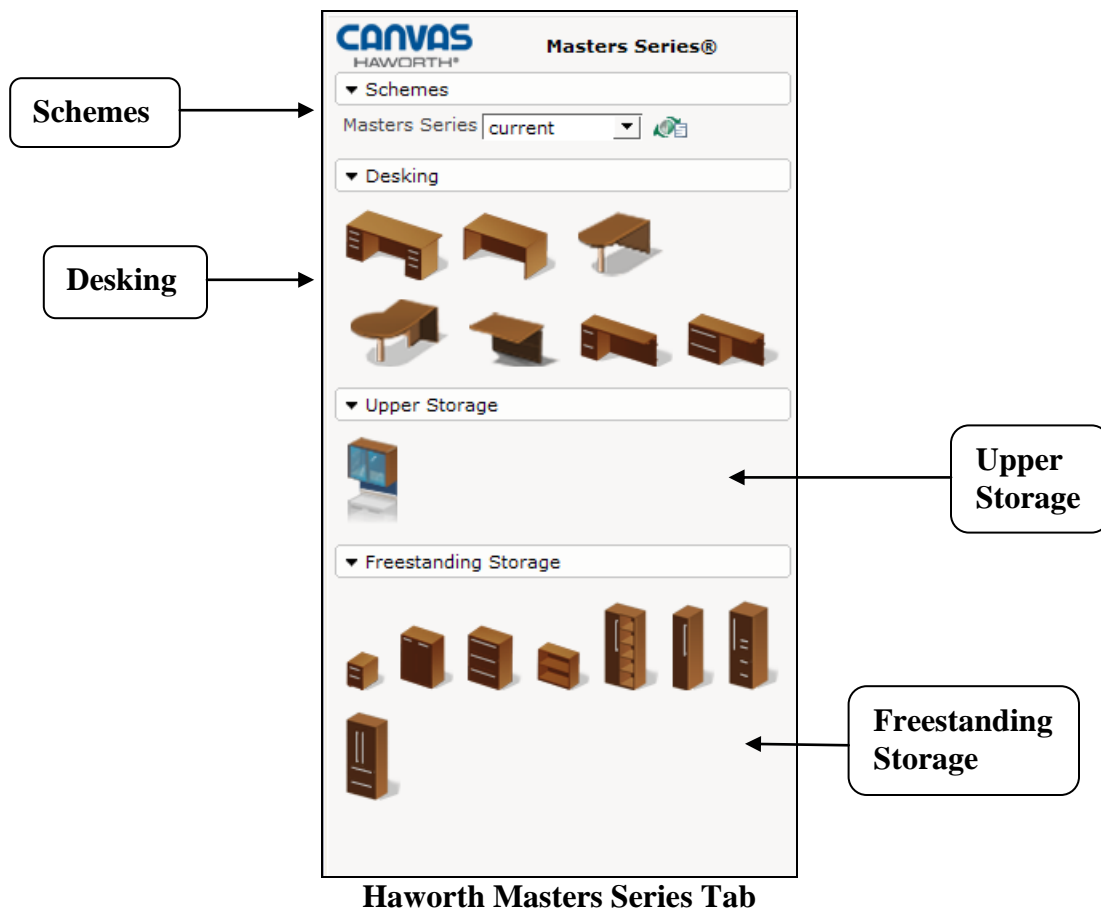 CANVAS
HAWORTH®
Masters Series®
Schemes
Schemes
Masters Series current
Desking
Desking
Upper Storage
Upper
Storage
Freestanding Storage
Freestanding
Storage
Haworth Masters Series Tab